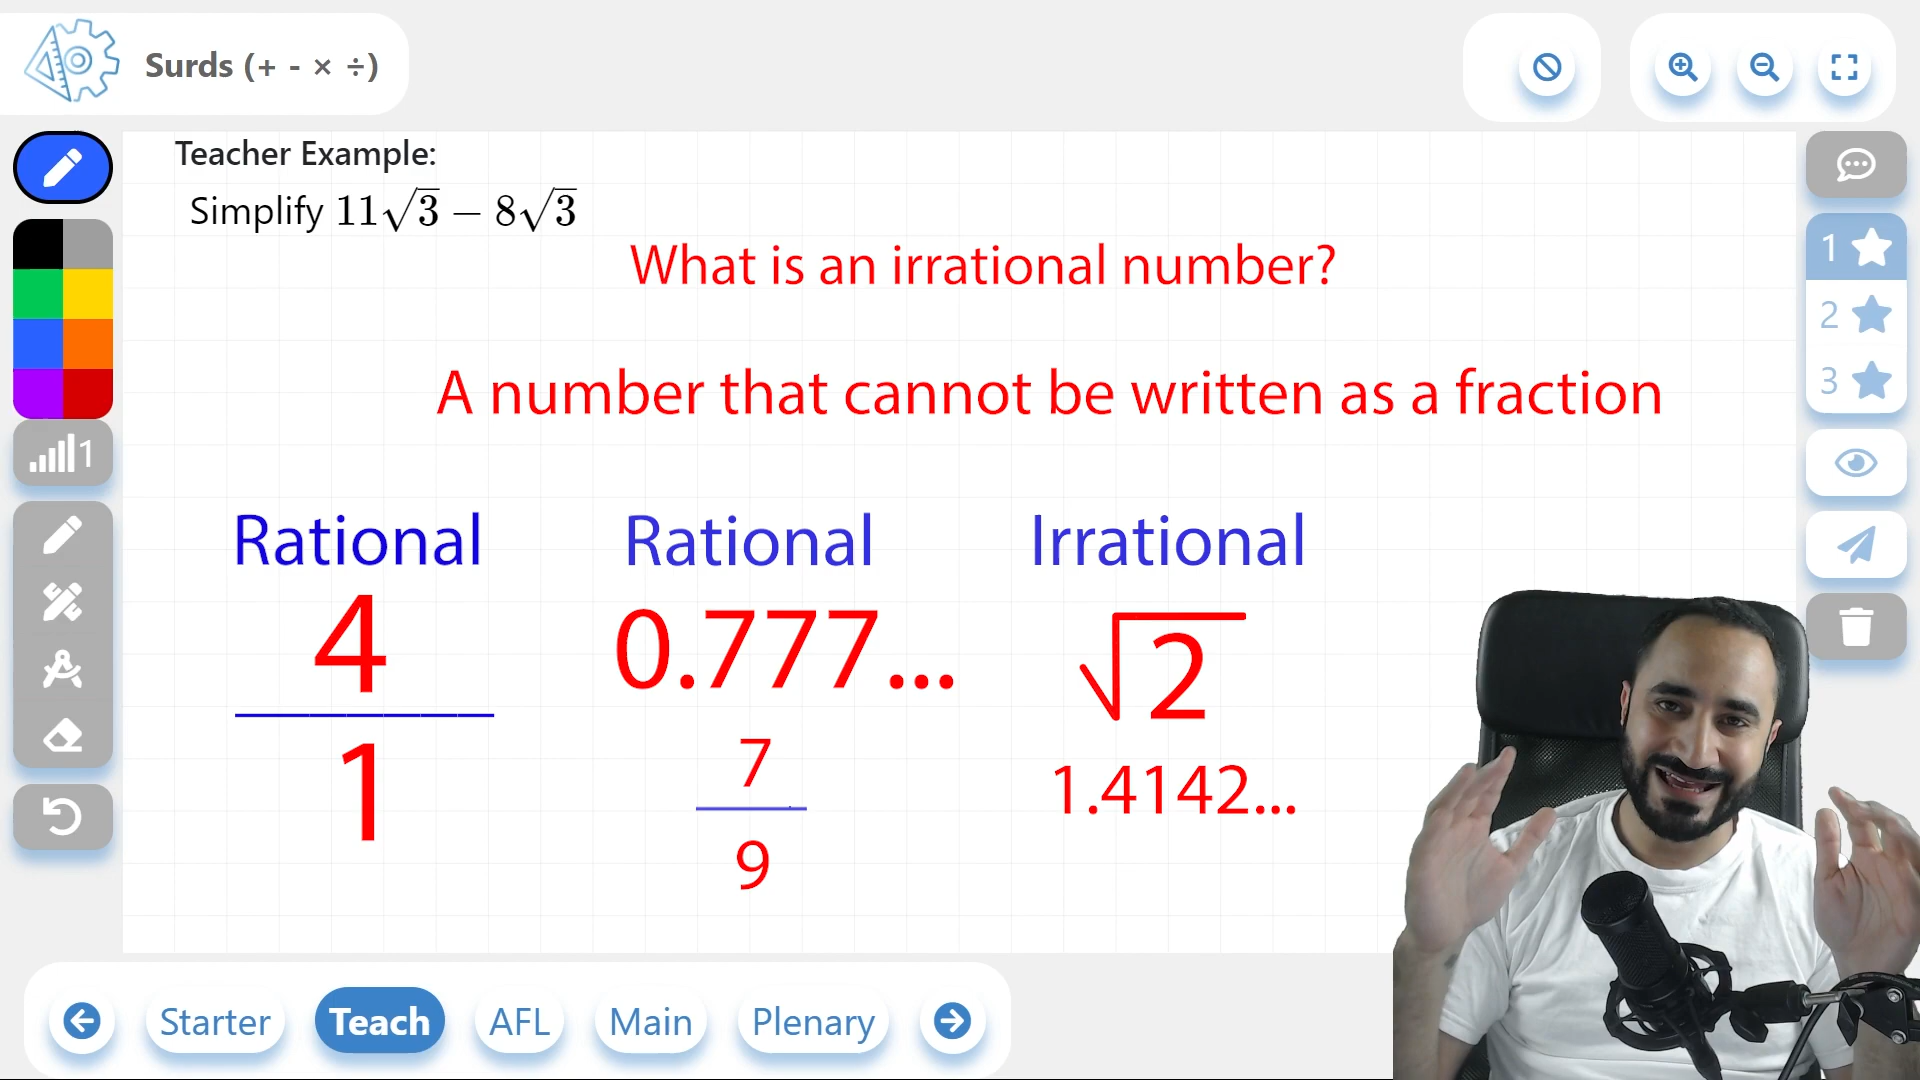 Surds (+ - × ÷)
Teacher Example:
Simplify 11√3 − 8√3
What is an irrational number?
A number that cannot be written as a fraction
Rational Rational Irrational
4
1
0.777...
7
9
√2
1.4142...
1
1
2
3
Starter Teach AFL Main Plenary